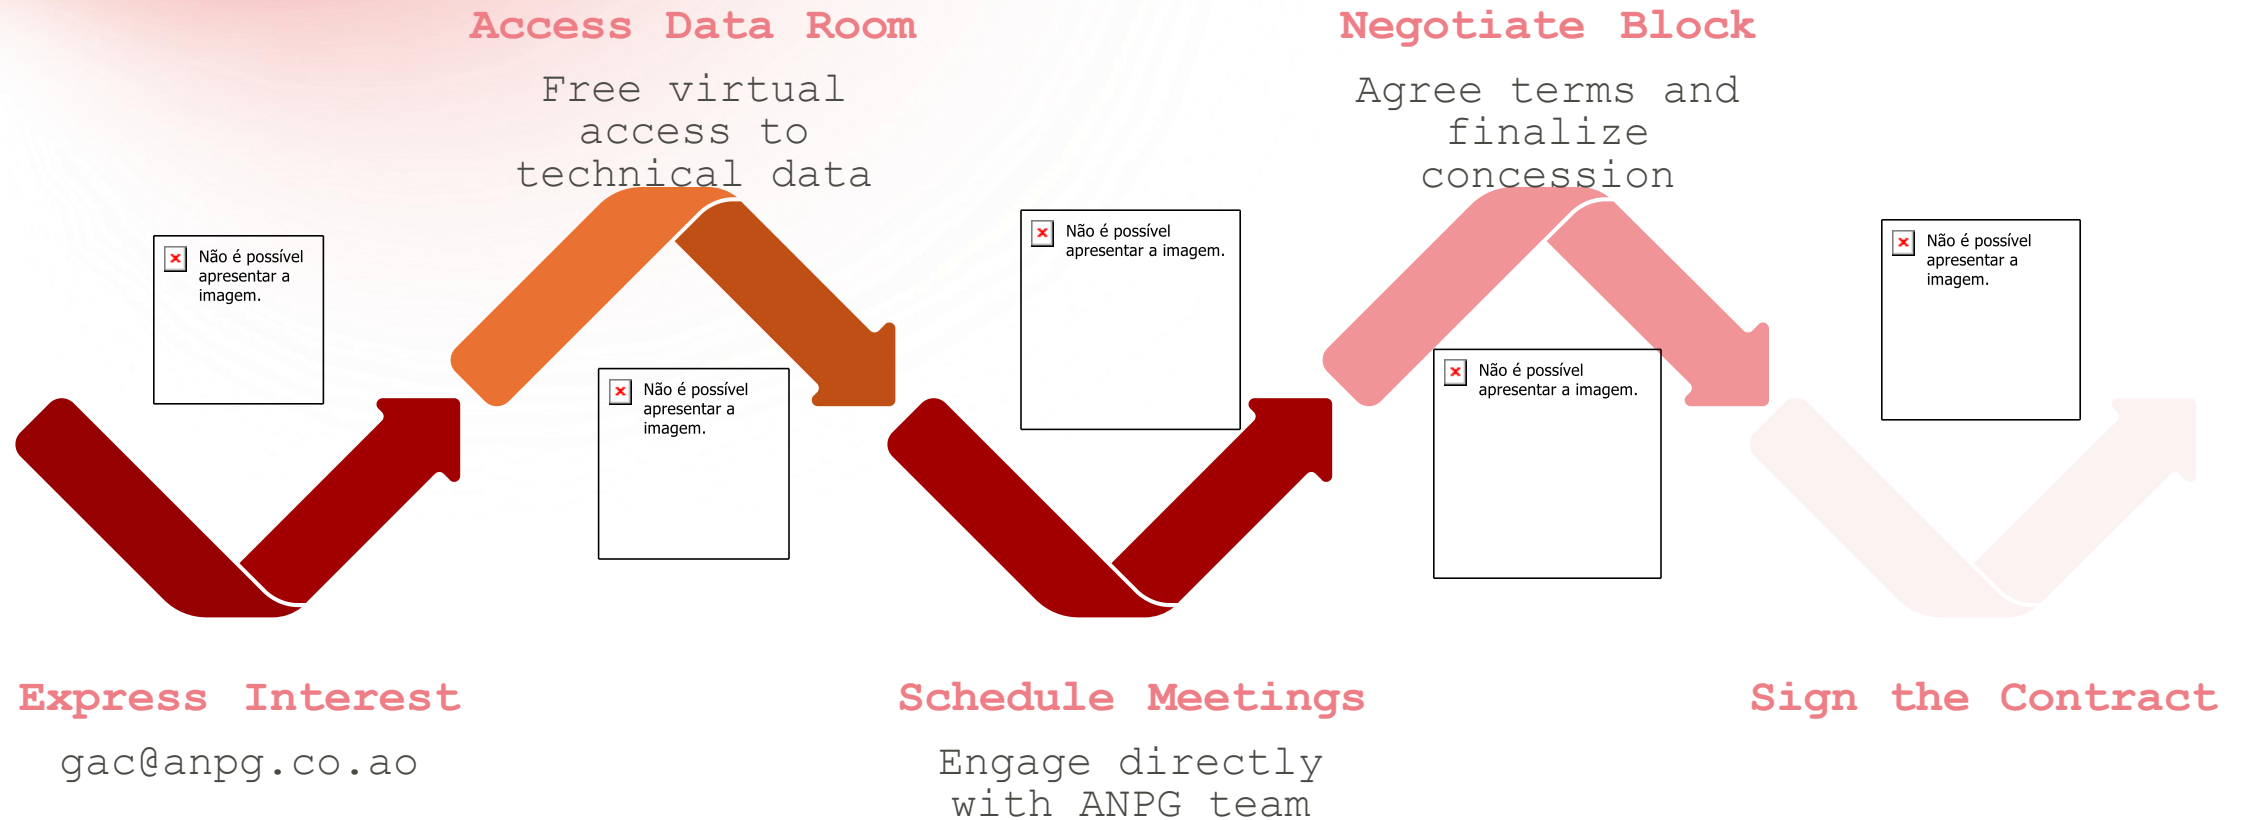 Access Data Room
Free virtual
access to
technical data
Negotiate Block
Agree terms and
finalize
concession
Não é possível
apresentar a
imagem.
Não é possível
apresentar a
imagem.
Não é possível
apresentar a imagem.
Não é possível
apresentar a imagem.
Não é possível
apresentar a
imagem.
Express Interest
gac@anpg.co.ao
Schedule Meetings
Engage directly
with ANPG team
Sign the Contract